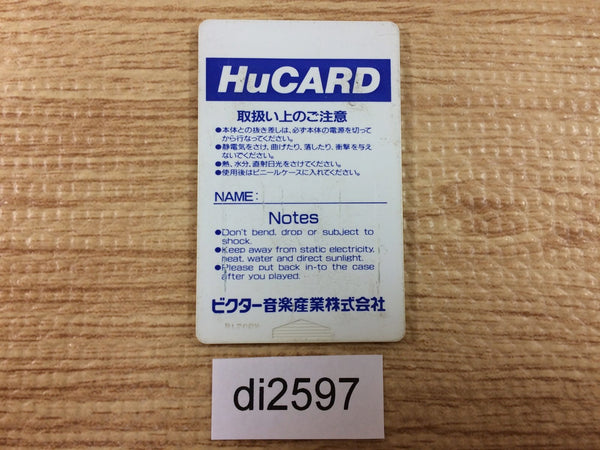 HuCARD
取扱い上のご注意
●本体との抜き差しは、必ず本体の電源を切って
から行なってください。
●静電気をさけ、曲げたり、落したり、衝撃を与え
ないでください。
●熱、水分、直射日光をさけてください。
●使用後はビニールケースに入れてください。
NAME:
Notes
●Don't bend, drop or subject to
shock.
●Keep away from static electricity,
heat, water and direct sunlight.
●Please put back in-to the case
after you played.
ビクター音楽産業株式会社
di2597